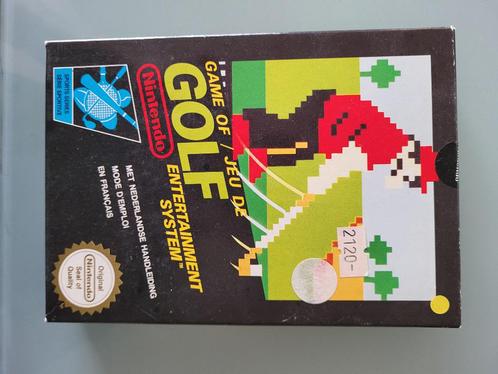 GAME OF / JEU DE
GOLF
Nintendo
ENTERTAINMENT
SYSTEM™
SPORTS SERIES
SÉRIE SPORTIVE
MET NEDERLANDSE HANDLEIDING
MODE D'EMPLOI
EN FRANÇAIS
Original
Nintendo
Seal of
Quality
2120-